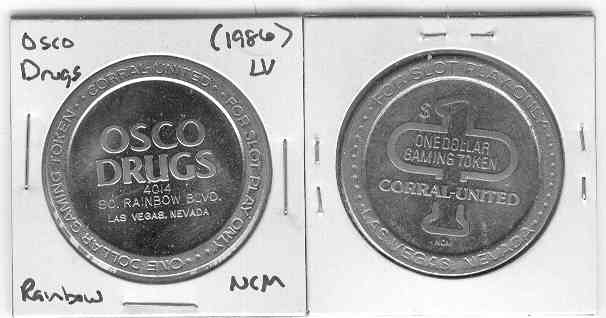 Osco (1986)
Drugs LV
· CORRAL-UNITED · FOR SLOT PLAY ONLY · ONE DOLLAR GAMING TOKEN
OSCO
DRUGS
4014
SO. RAINBOW BLVD.
LAS VEGAS, NEVADA
Rainbow NCM
FOR SLOT PLAY ONLY
$1
ONE DOLLAR
GAMING TOKEN
CORRAL-UNITED
NCM
LAS VEGAS, NEVADA